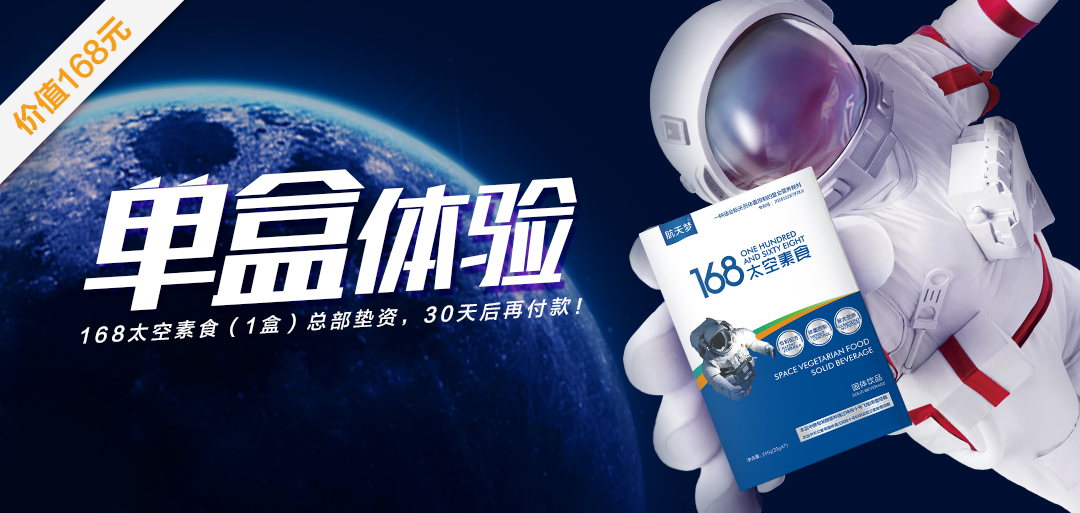 价值168元
单盒体验
168太空素食（1盒）总部垫资，30天后再付款！
航天梦
168
ONE HUNDRED
AND SIXTY EIGHT
太空素食
SPACE VEGETARIAN FOOD
SOLID BEVERAGE
固体饮品
SOLID BEVERAGE